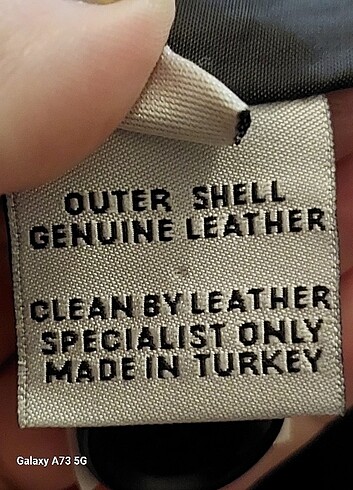 OUTER SHELL
GENUINE LEATHER
CLEAN BY LEATHER
SPECIALIST ONLY
MADE IN TURKEY
Galaxy A73 5G